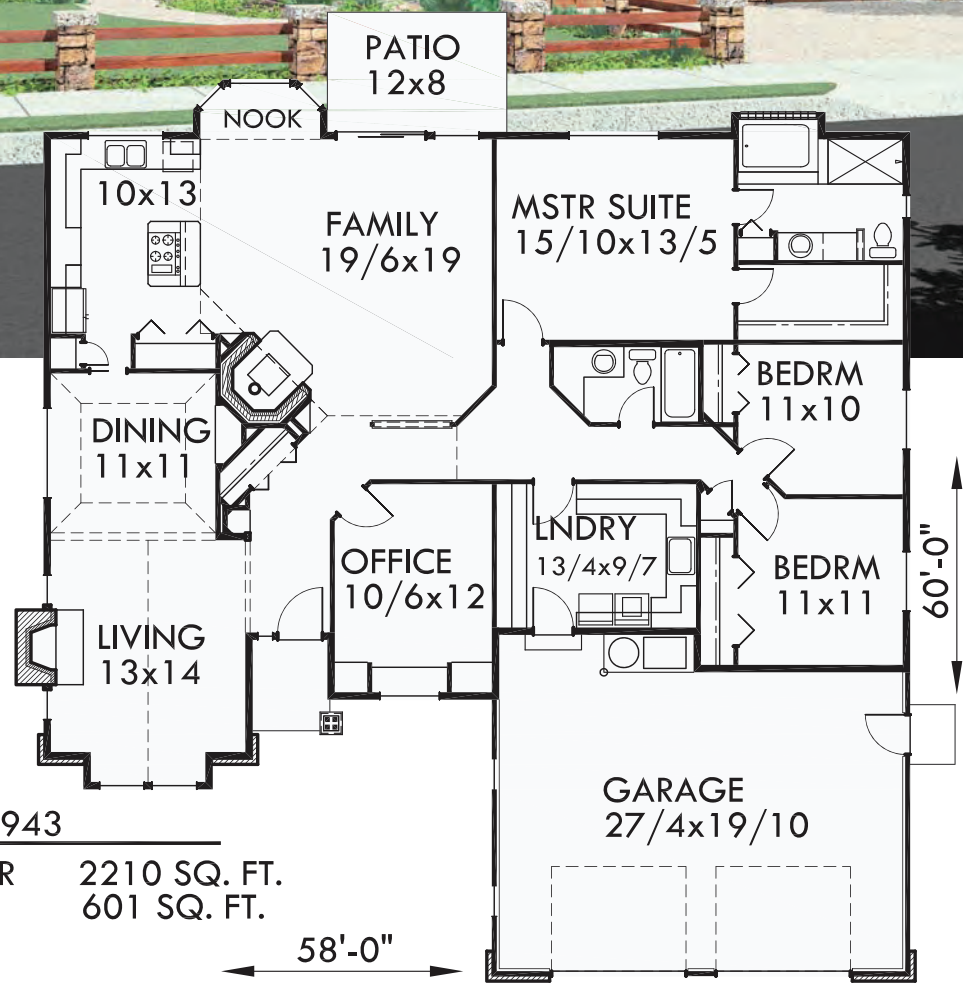 PATIO
12x8
NOOK
10x13
FAMILY
19/6x19
MSTR SUITE
15/10x13/5
BEDRM
11x10
DINING
11x11
LNDRY
13/4x9/7
OFFICE
10/6x12
BEDRM
11x11
60'-0"
LIVING
13x14
GARAGE
27/4x19/10
943
R 2210 SQ. FT.
601 SQ. FT.
58'-0"